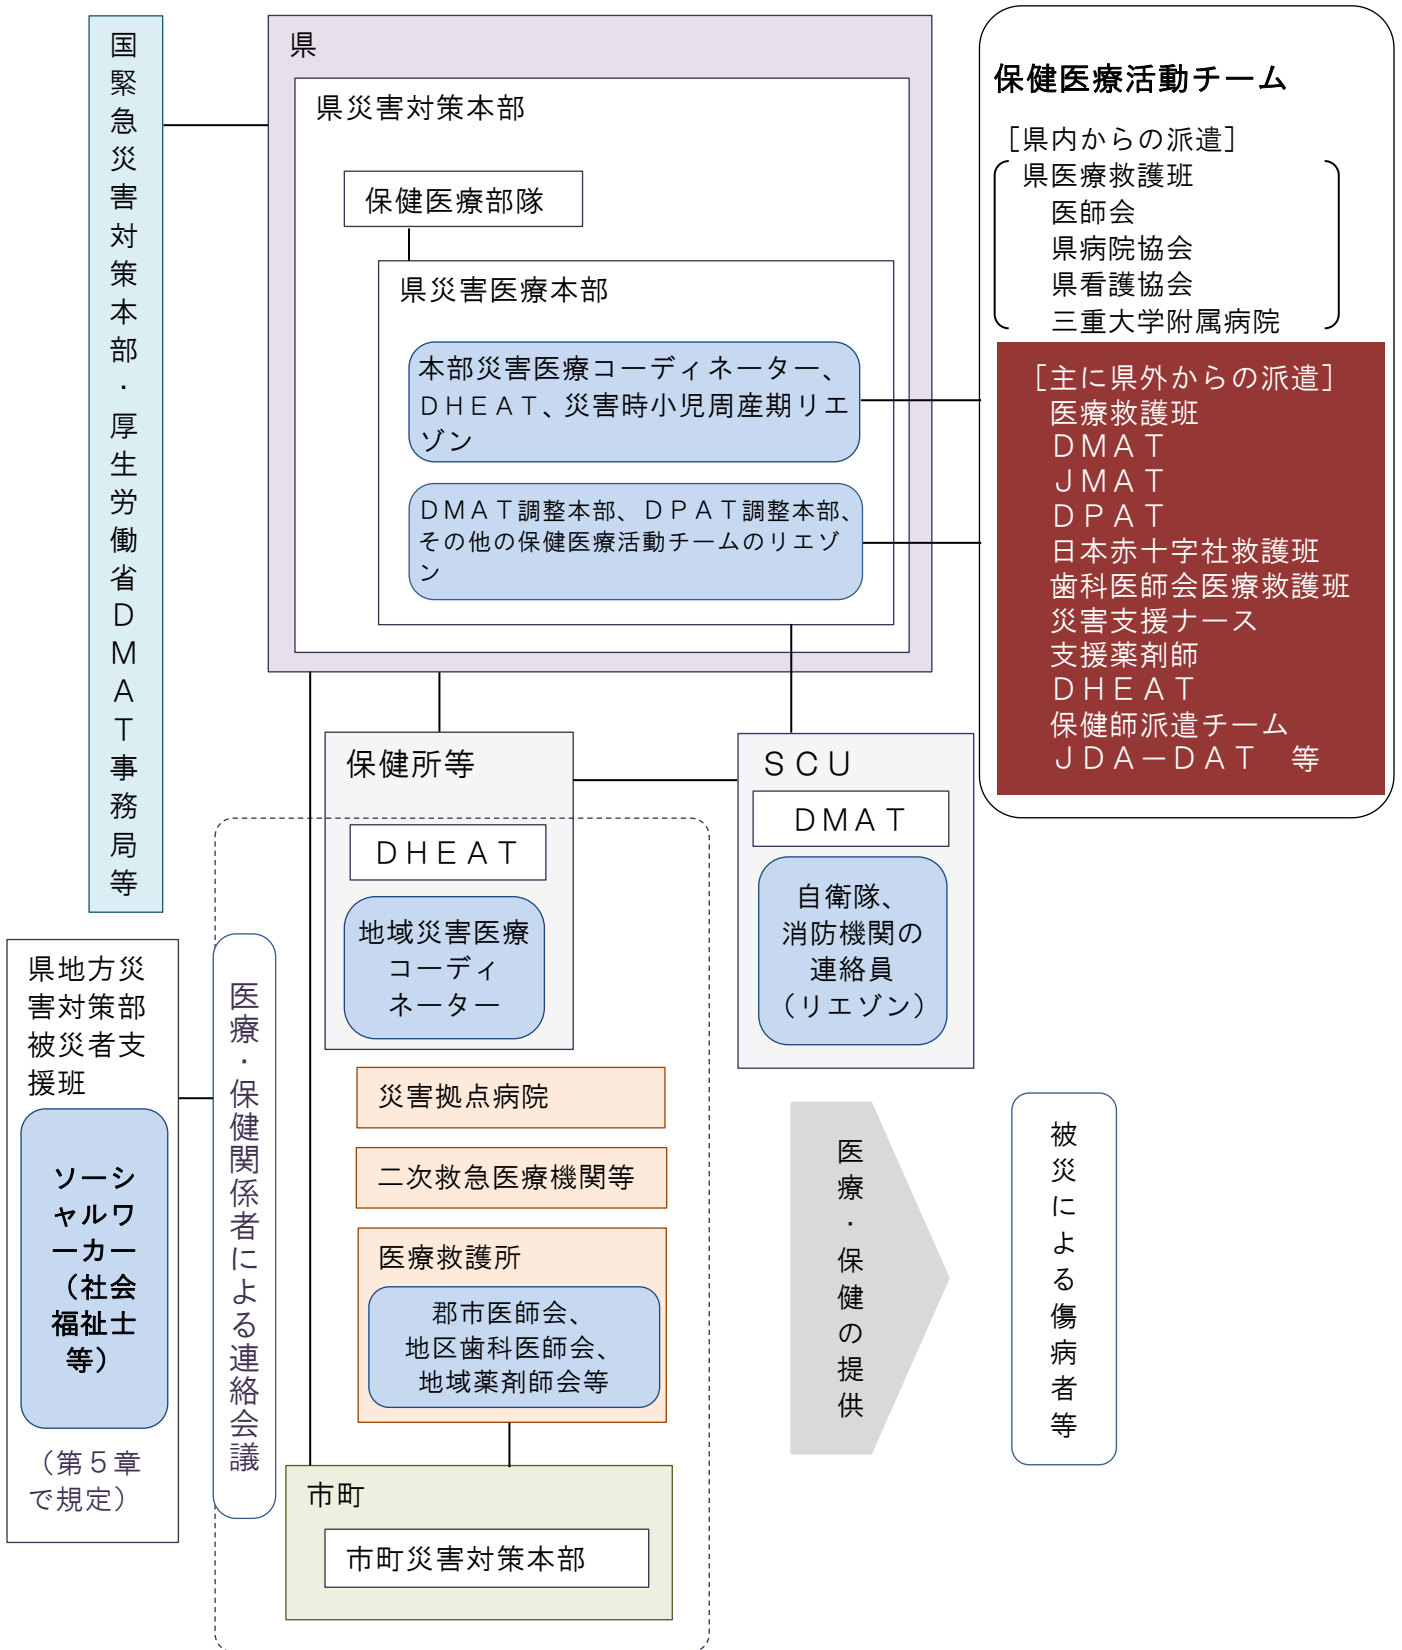 国緊急災害対策本部・厚生労働省ＤＭＡＴ事務局等
県
県災害対策本部
保健医療部隊
県災害医療本部
本部災害医療コーディネーター、
ＤＨＥＡＴ、災害時小児周産期リエ
ゾン
ＤＭＡＴ調整本部、ＤＰＡＴ調整本部、
その他の保健医療活動チームのリエゾ
ン
保健医療活動チーム
［県内からの派遣］
県医療救護班
医師会
県病院協会
県看護協会
三重大学附属病院
［主に県外からの派遣］
医療救護班
ＤＭＡＴ
ＪＭＡＴ
ＤＰＡＴ
日本赤十字社救護班
歯科医師会医療救護班
災害支援ナース
支援薬剤師
ＤＨＥＡＴ
保健師派遣チーム
ＪＤＡ－ＤＡＴ　等
保健所等
ＤＨＥＡＴ
地域災害医療
コーディ
ネーター
ＳＣＵ
ＤＭＡＴ
自衛隊、
消防機関の
連絡員
（リエゾン）
県地方災
害対策部
被災者支
援班
ソーシ
ャルワ
ーカー
（社会
福祉士
等）
（第５章
で規定）
医療・保健関係者による連絡会議
災害拠点病院
二次救急医療機関等
医療救護所
郡市医師会、
地区歯科医師会、
地域薬剤師会等
市町
市町災害対策本部
医療・保健の提供
被災による傷病者等